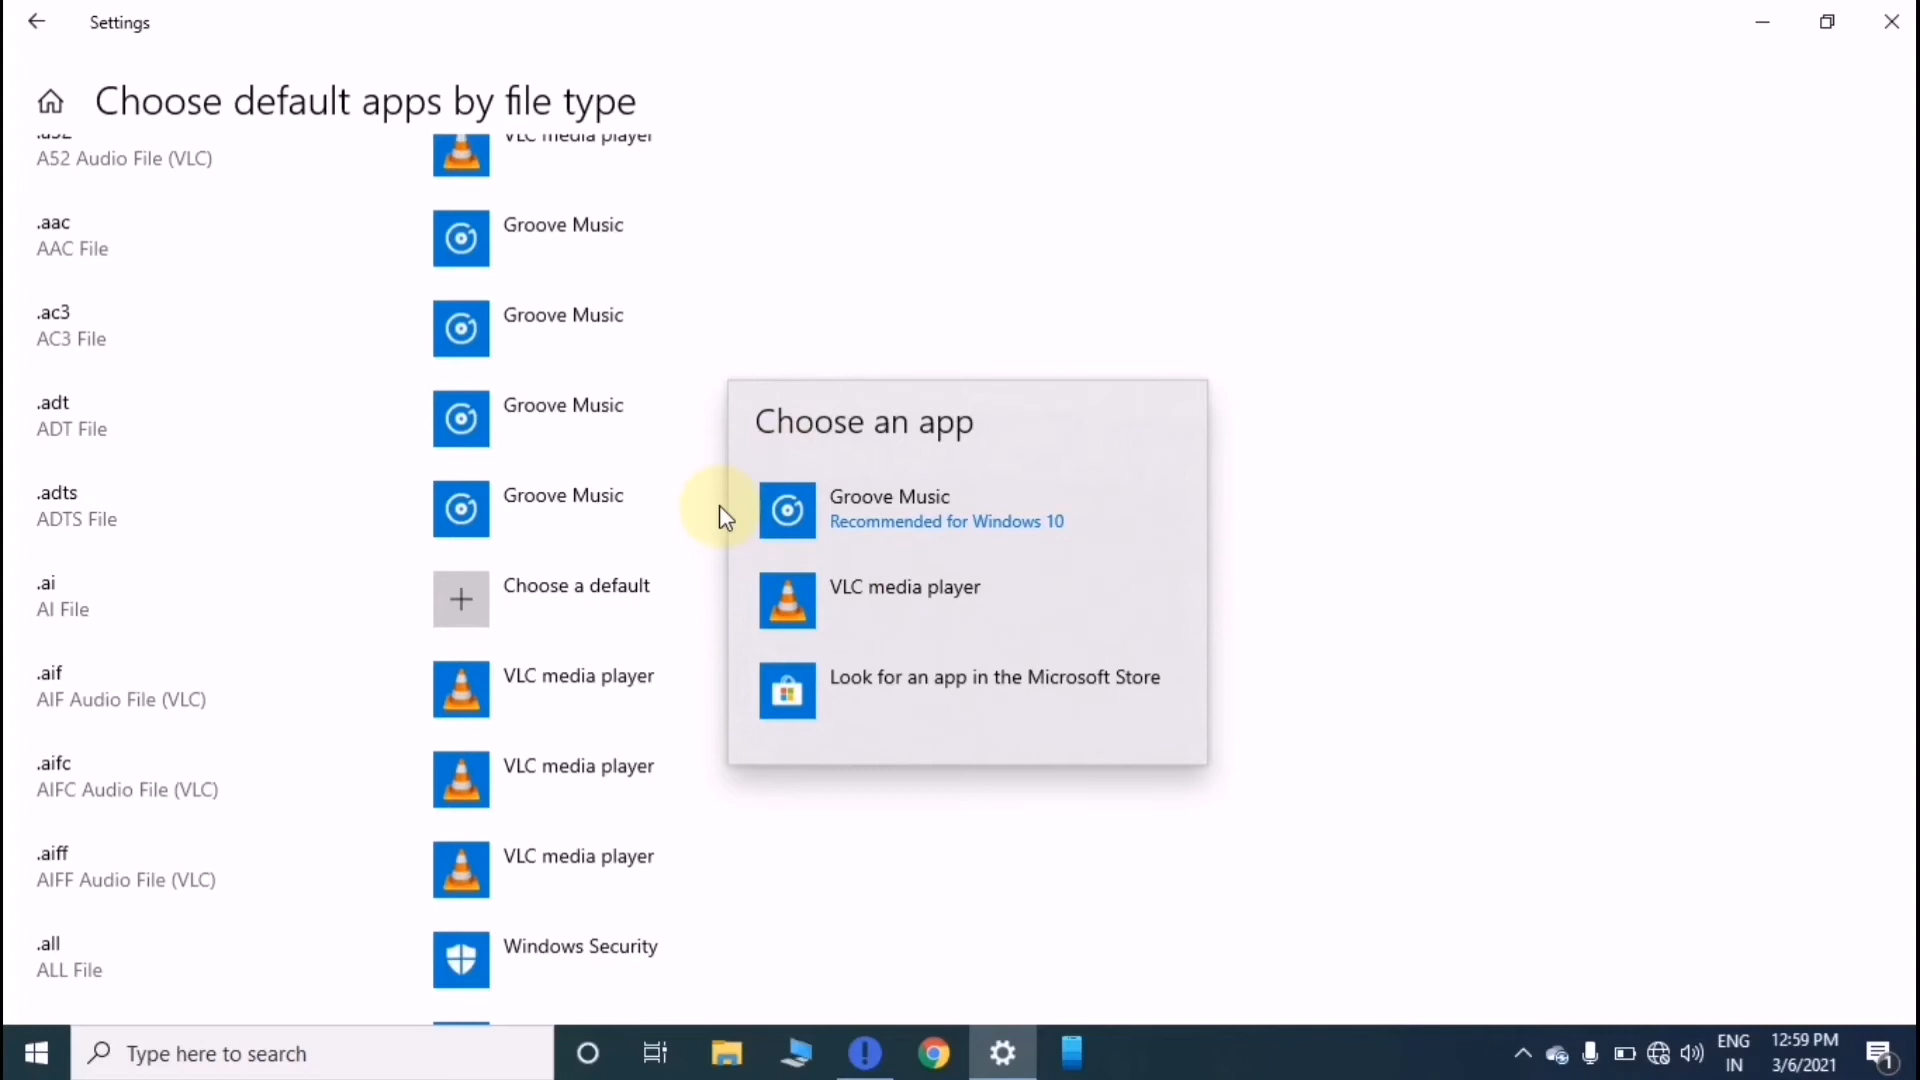 Settings
Choose default apps by file type
VLC media player
A52 Audio File (VLC)
.aac
AAC File
Groove Music
.ac3
AC3 File
Groove Music
.adt
ADT File
Groove Music
.adts
ADTS File
Groove Music
.ai
AI File
Choose a default
.aif
AIF Audio File (VLC)
VLC media player
.aifc
AIFC Audio File (VLC)
VLC media player
.aiff
AIFF Audio File (VLC)
VLC media player
.all
ALL File
Windows Security
Choose an app
Groove Music
Recommended for Windows 10
VLC media player
Look for an app in the Microsoft Store
Type here to search
ENG
IN
12:59 PM
3/6/2021
1